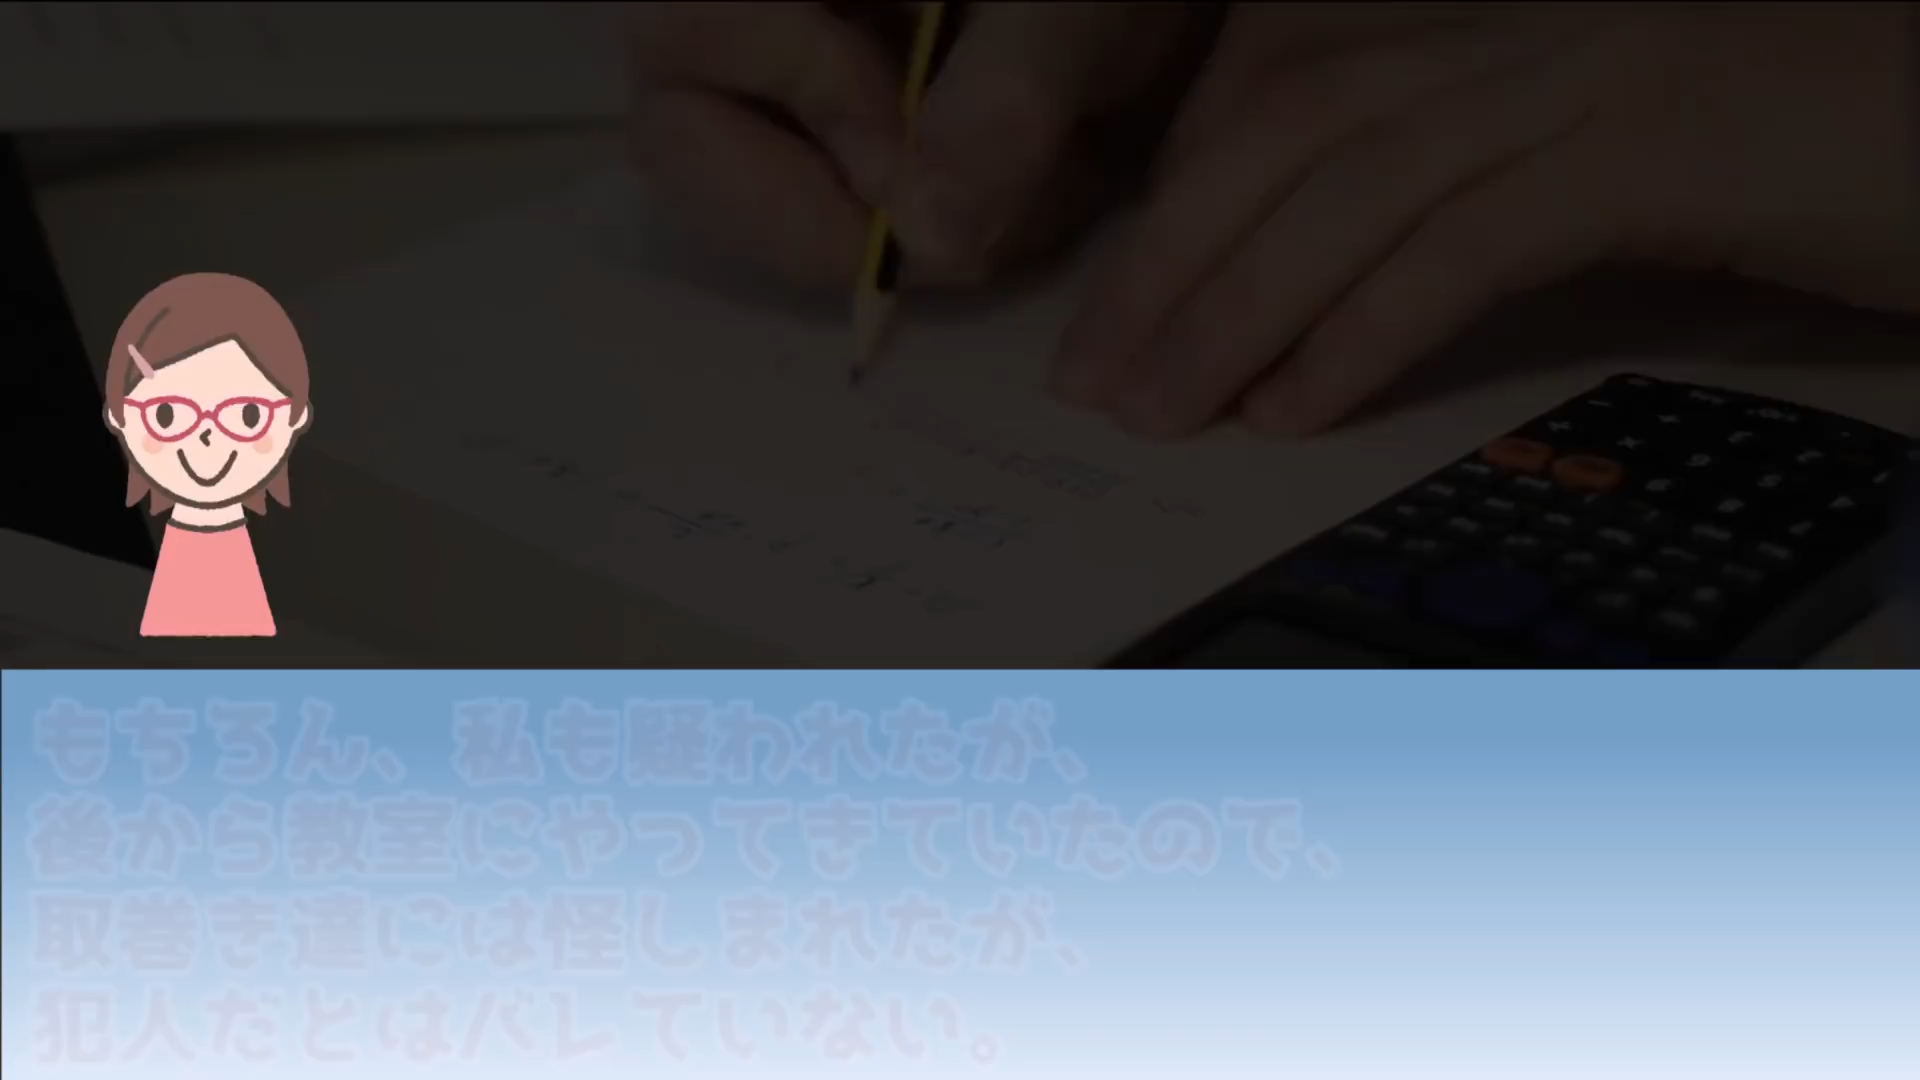 もちろん、私も疑われたが、
後から教室にやってきていたので、
取巻き達には怪しまれたが、
犯人だとはバレていない。